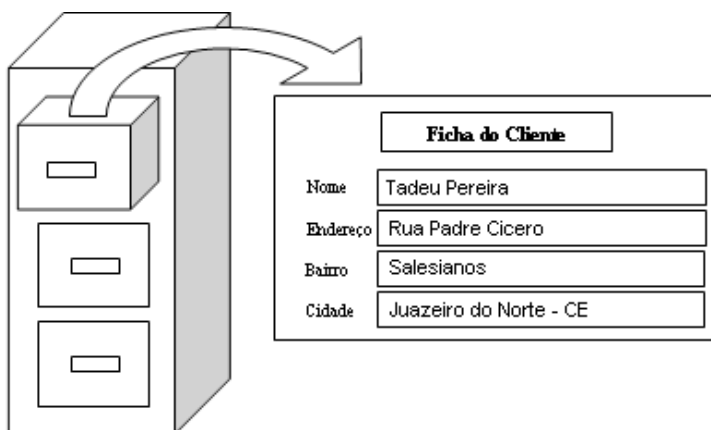 Ficha do Cliente
Nome Tadeu Pereira
Endereço Rua Padre Cicero
Bairro Salesianos
Cidade Juazeiro do Norte - CE